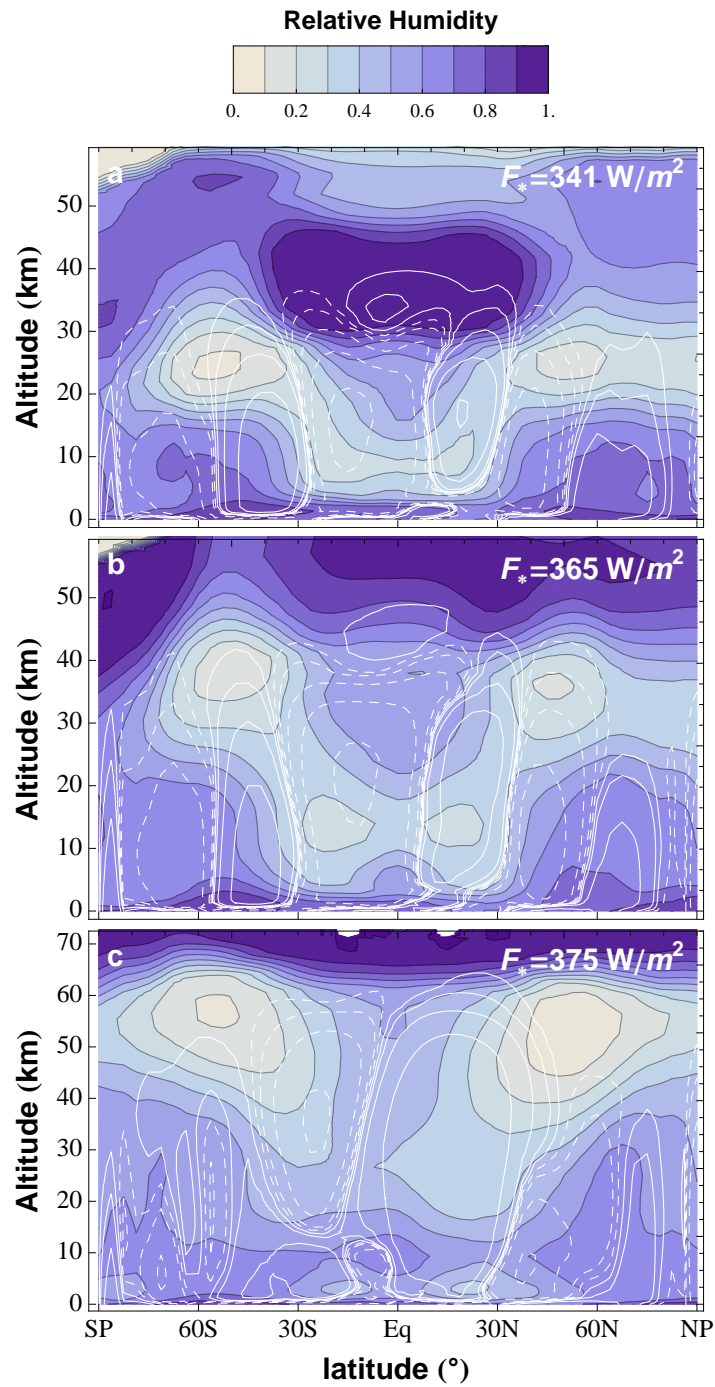 Relative Humidity
0. 0.2 0.4 0.6 0.8 1.
a
F*=341 W/m²
50
40
30
20
10
0
Altitude (km)
b
F*=365 W/m²
50
40
30
20
10
0
Altitude (km)
c
F*=375 W/m²
70
60
50
40
30
20
10
0
Altitude (km)
SP 60S 30S Eq 30N 60N NP
latitude (°)